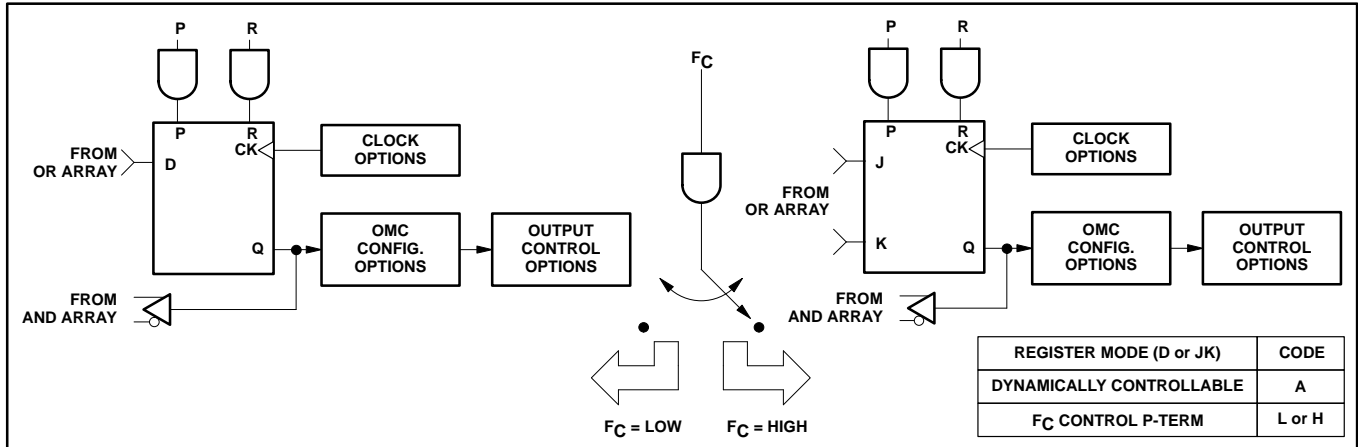 P R
P R
CK
D
Q
FROM
OR ARRAY
CLOCK
OPTIONS
OMC
CONFIG.
OPTIONS
OUTPUT
CONTROL
OPTIONS
FROM
AND ARRAY
FC
FC = LOW
FC = HIGH
P R
P R
CK
J
K
Q
FROM
OR ARRAY
CLOCK
OPTIONS
OMC
CONFIG.
OPTIONS
OUTPUT
CONTROL
OPTIONS
FROM
AND ARRAY
REGISTER MODE (D or JK) CODE
DYNAMICALLY CONTROLLABLE A
FC CONTROL P-TERM L or H